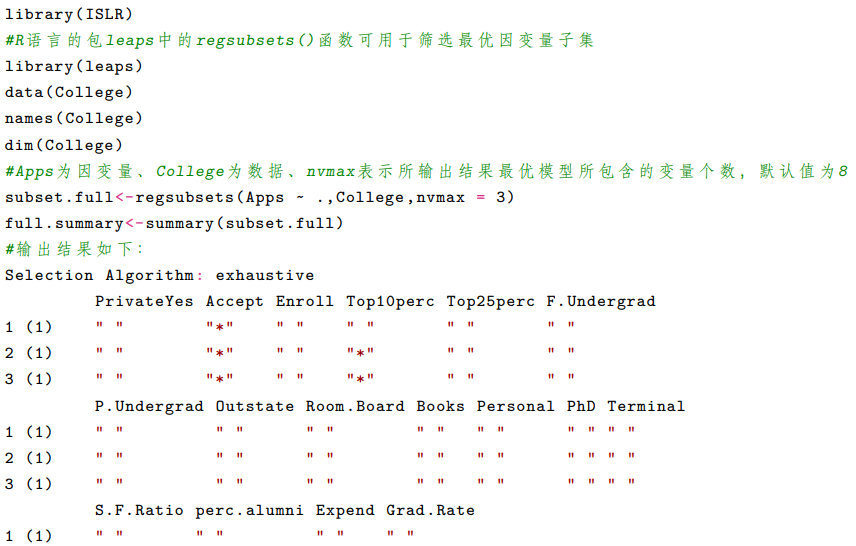 library(ISLR)
#R语言的包leaps中的regsubsets()函数可用于筛选最优因变量子集
library(leaps)
data(College)
names(College)
dim(College)
#Apps为因变量、College为数据、nvmax表示所输出结果最优模型所包含的变量个数，默认值为8
subset.full<-regsubsets(Apps ~ .,College,nvmax = 3)
full.summary<-summary(subset.full)
#输出结果如下：
Selection Algorithm: exhaustive
         PrivateYes Accept Enroll Top10perc Top25perc F.Undergrad
1 (1)    " "        "*"    " "    " "       " "       " "
2 (1)    " "        "*"    " "    "*"       " "       " "
3 (1)    " "        "*"    " "    "*"       " "       " "
         P.Undergrad Outstate Room.Board Books Personal PhD Terminal
1 (1)    " "         " "      " "        " "   " "      " " " "
2 (1)    " "         " "      " "        " "   " "      " " " "
3 (1)    " "         " "      " "        " "   " "      " " " "
         S.F.Ratio perc.alumni Expend Grad.Rate
1 (1)    " "       " "         " "    " "